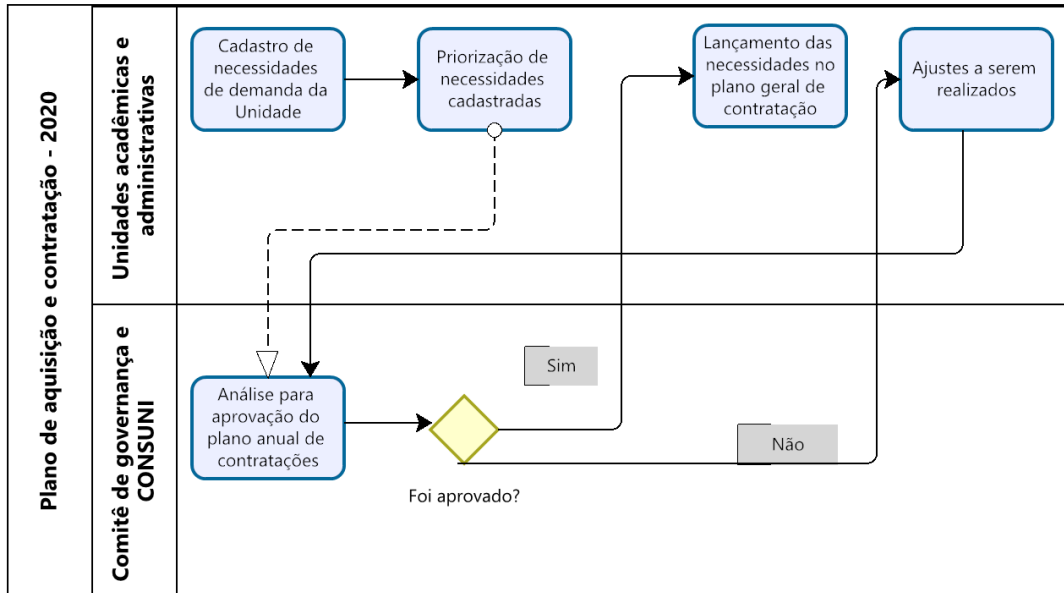 Plano de aquisição e contratação - 2020
Unidades acadêmicas e
administrativas
Cadastro de
necessidades
de demanda da
Unidade
Priorização de
necessidades
cadastradas
Lançamento das
necessidades no
plano geral de
contratação
Ajustes a serem
realizados
Comitê de governança e
CONSUNI
Análise para
aprovação do
plano anual de
contratações
Foi aprovado?
Sim
Não